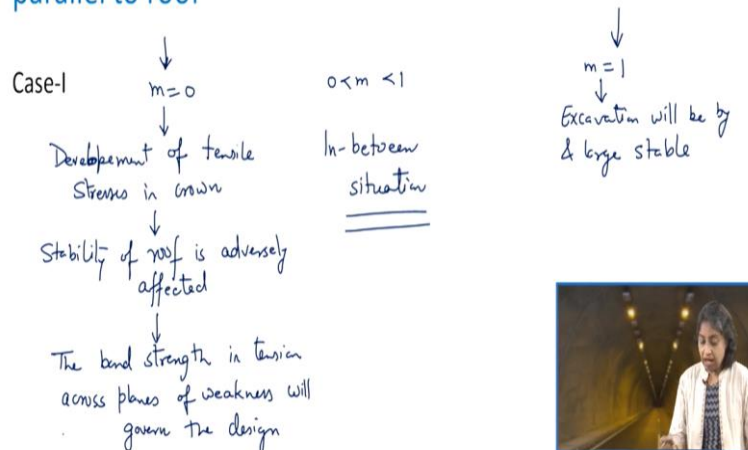 parallel to roof
Case-I
m=0
Developement of tensile
Stresses in crown
Stability of roof is adversely
affected
The bond strength in tension
across planes of weakness will
govern the design
0<m<1
In-between
situation
m=1
Excavation will be by
& large stable